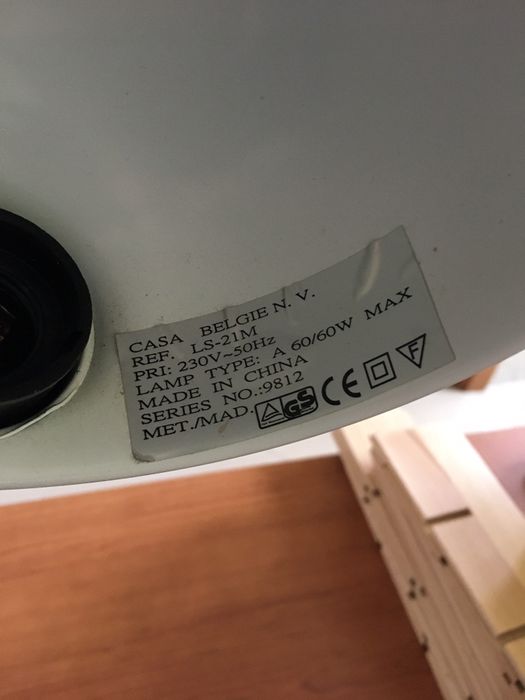 CASA BELGIE N. V.
REF. LS-21M
PRI: 230V~50Hz
LAMP TYPE: A 60/60W MAX
MADE IN CHINA
SERIES NO.:9812
MET./MAD. GS CE F